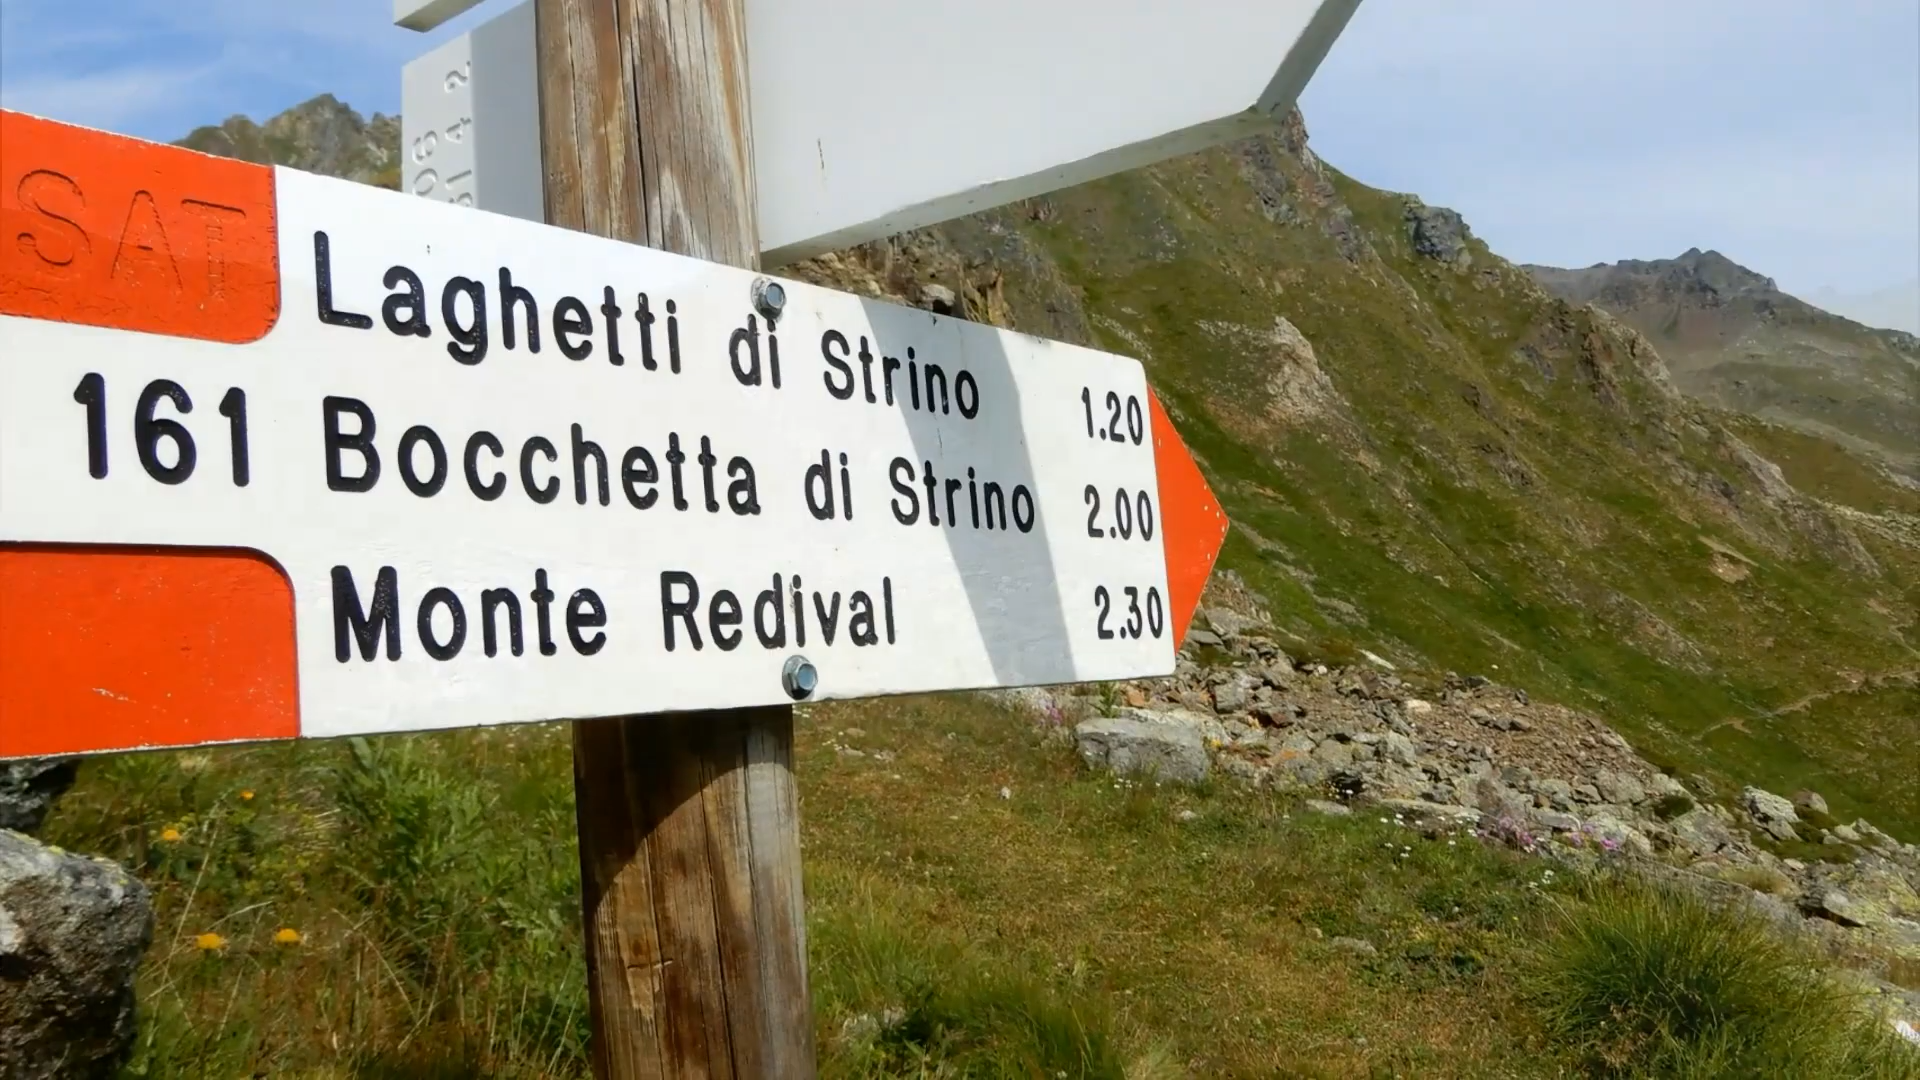 SAT
Laghetti di Strino 1.20
161 Bocchetta di Strino 2.00
Monte Redival 2.30